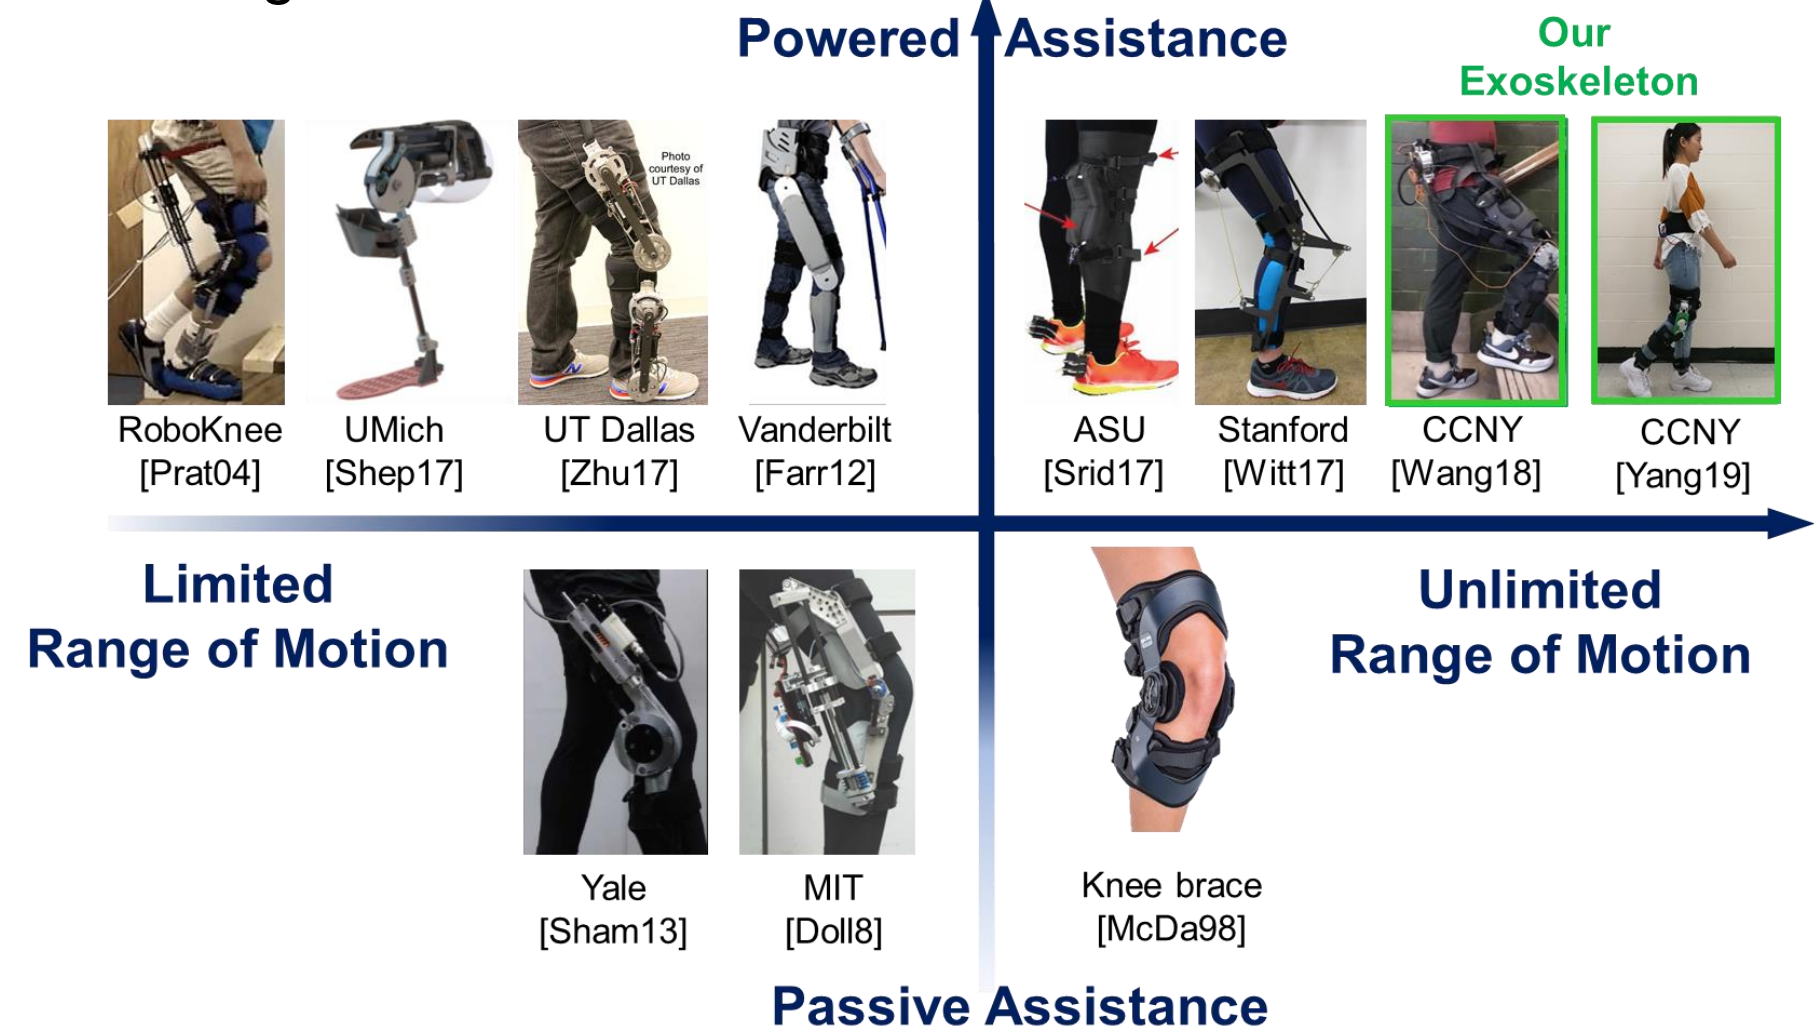 Powered Assistance
Our
Exoskeleton
Photo
courtesy of
UT Dallas
RoboKnee
[Prat04]
UMich
[Shep17]
UT Dallas
[Zhu17]
Vanderbilt
[Farr12]
ASU
[Srid17]
Stanford
[Witt17]
CCNY
[Wang18]
CCNY
[Yang19]
Limited
Range of Motion
Unlimited
Range of Motion
Yale
[Sham13]
MIT
[Doll8]
Knee brace
[McDa98]
Passive Assistance